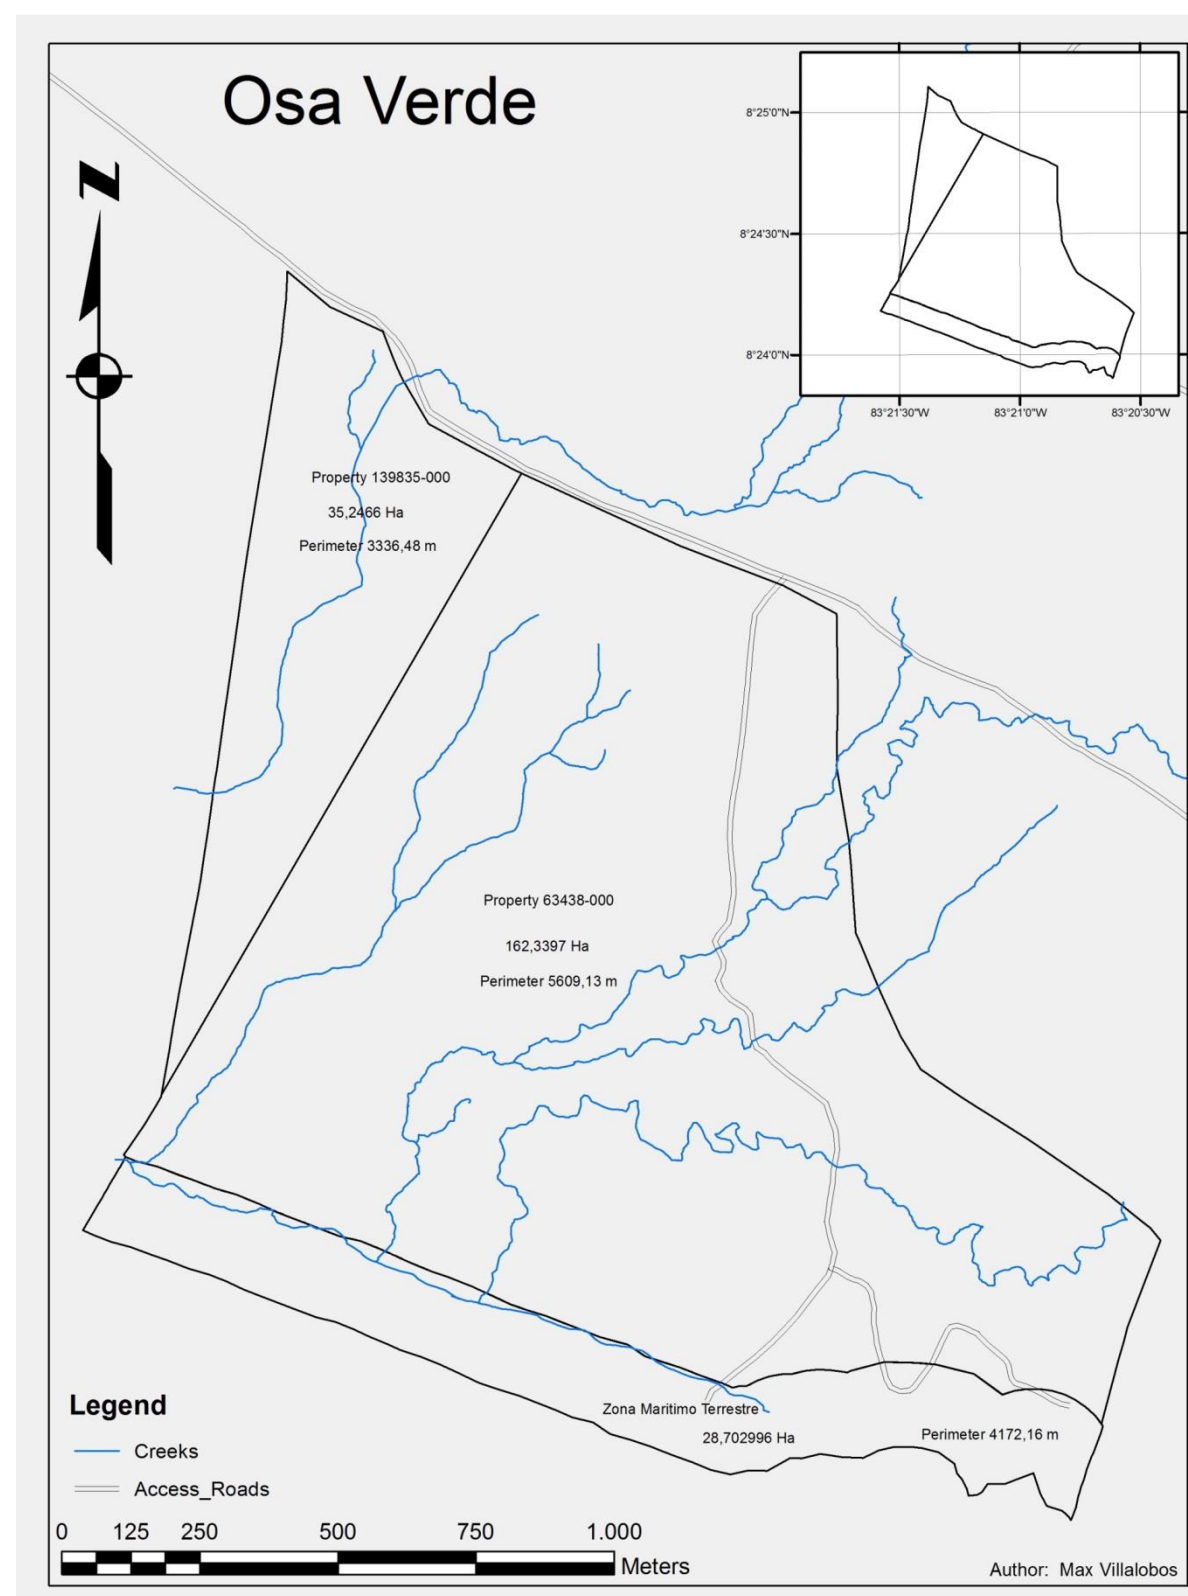 Osa Verde
N
8°25'0"N
8°24'30"N
8°24'0"N
83°21'30"W 83°21'0"W 83°20'30"W
Property 139835-000
35,2466 Ha
Perimeter 3336,48 m
Property 63438-000
162,3397 Ha
Perimeter 5609,13 m
Zona Maritimo Terrestre
28,702996 Ha
Perimeter 4172,16 m
Legend
Creeks
Access_Roads
0 125 250 500 750 1.000
Meters
Author: Max Villalobos